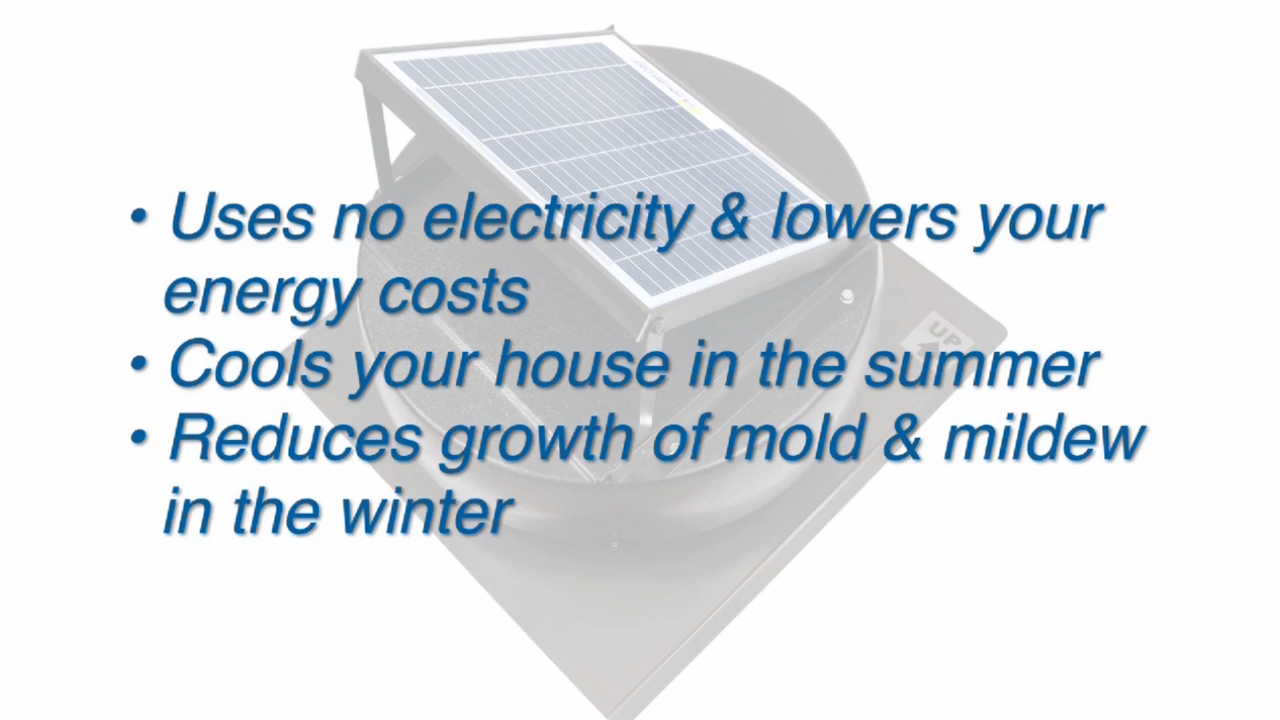 • Uses no electricity & lowers your
energy costs
• Cools your house in the summer
• Reduces growth of mold & mildew
in the winter
UP